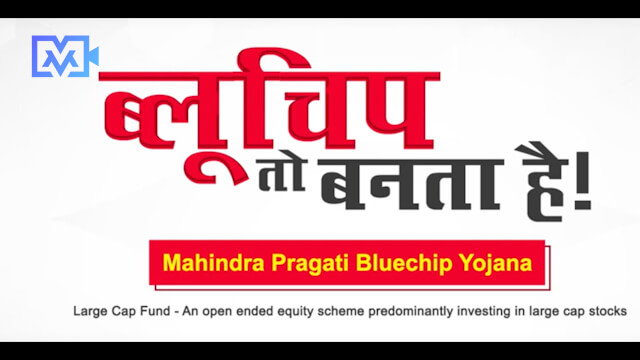 ब्लूचिप
तो बनता है!
Mahindra Pragati Bluechip Yojana
Large Cap Fund - An open ended equity scheme predominantly investing in large cap stocks